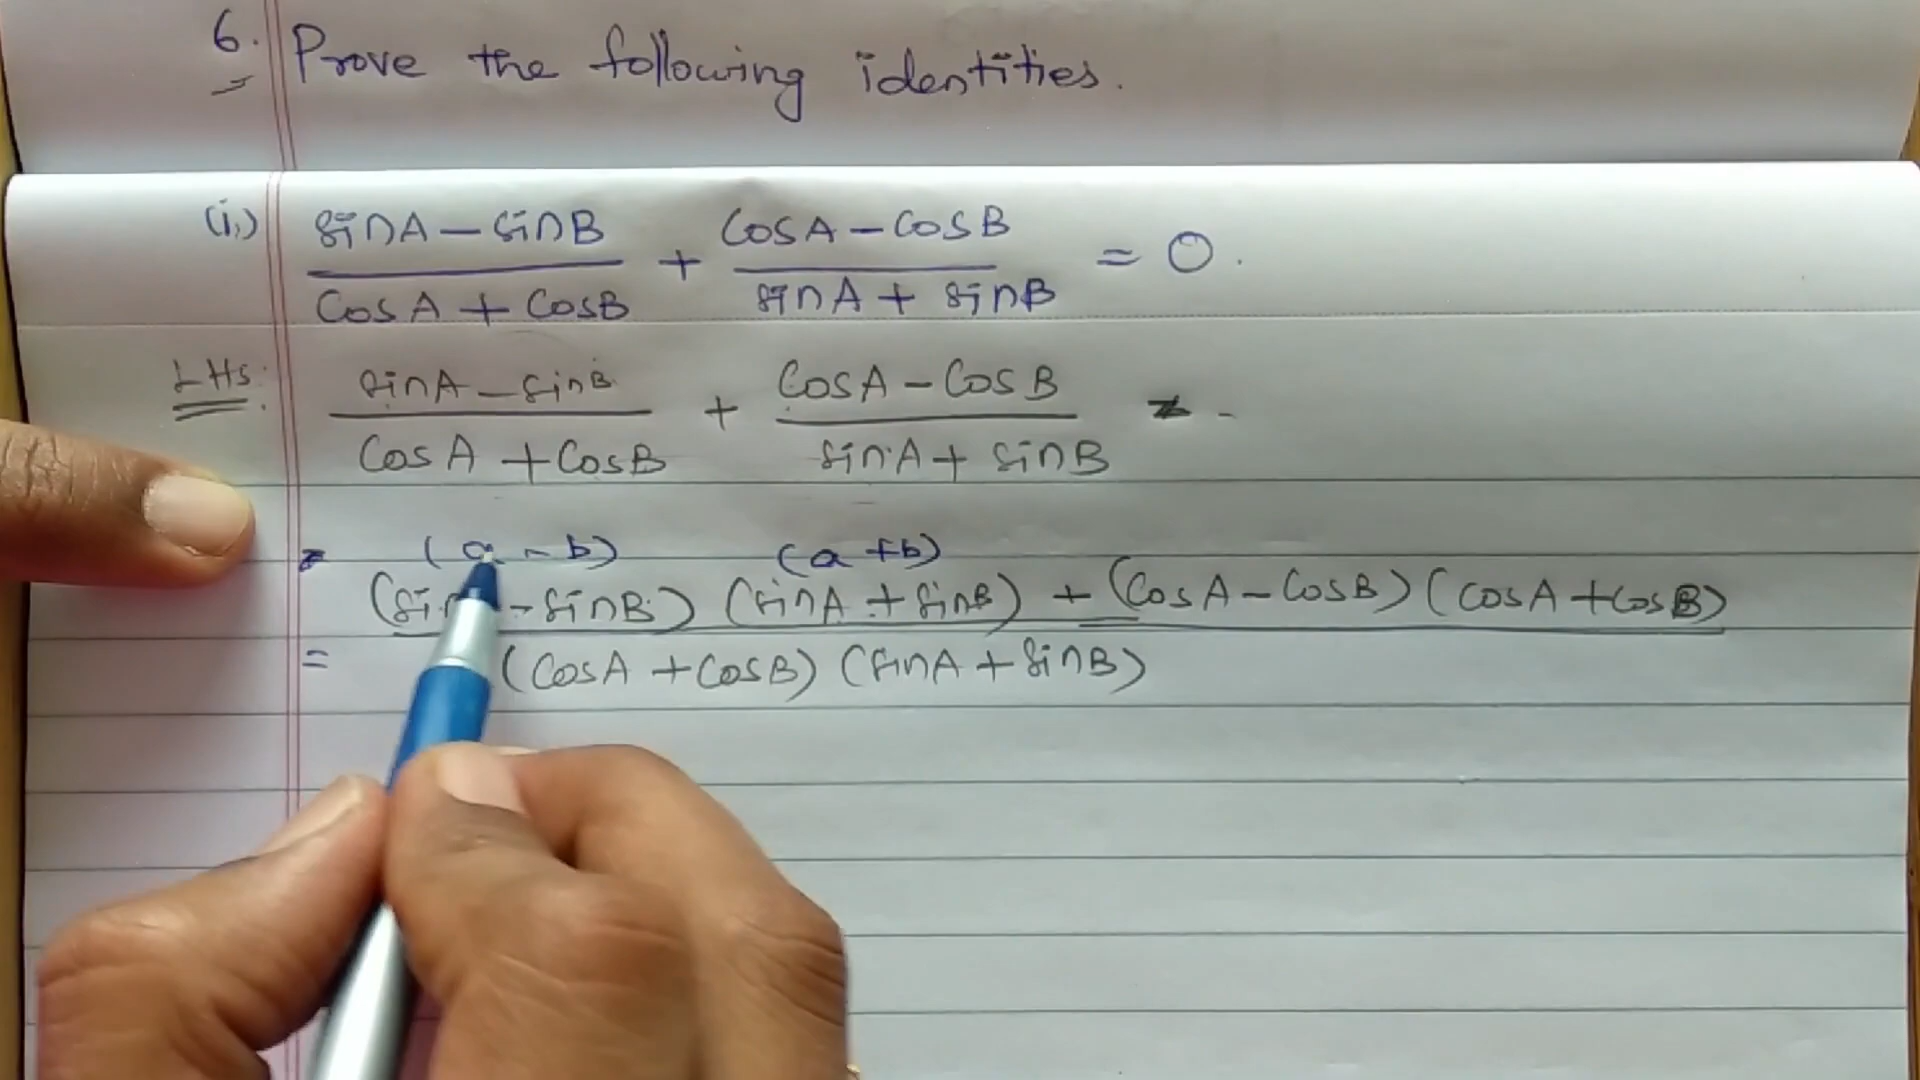 6. Prove the following identities.
(i,) sinA - sinB / CosA + CosB + CosA - CosB / sinA + sinB = 0.
LHS: sinA - sinB / CosA + CosB + CosA - CosB / sinA + sinB
(a - b) (a + b)
= (sin - sinB) (sinA + sinB) + (CosA - CosB) (CosA + CosB) / (CosA + CosB) (sinA + sinB)